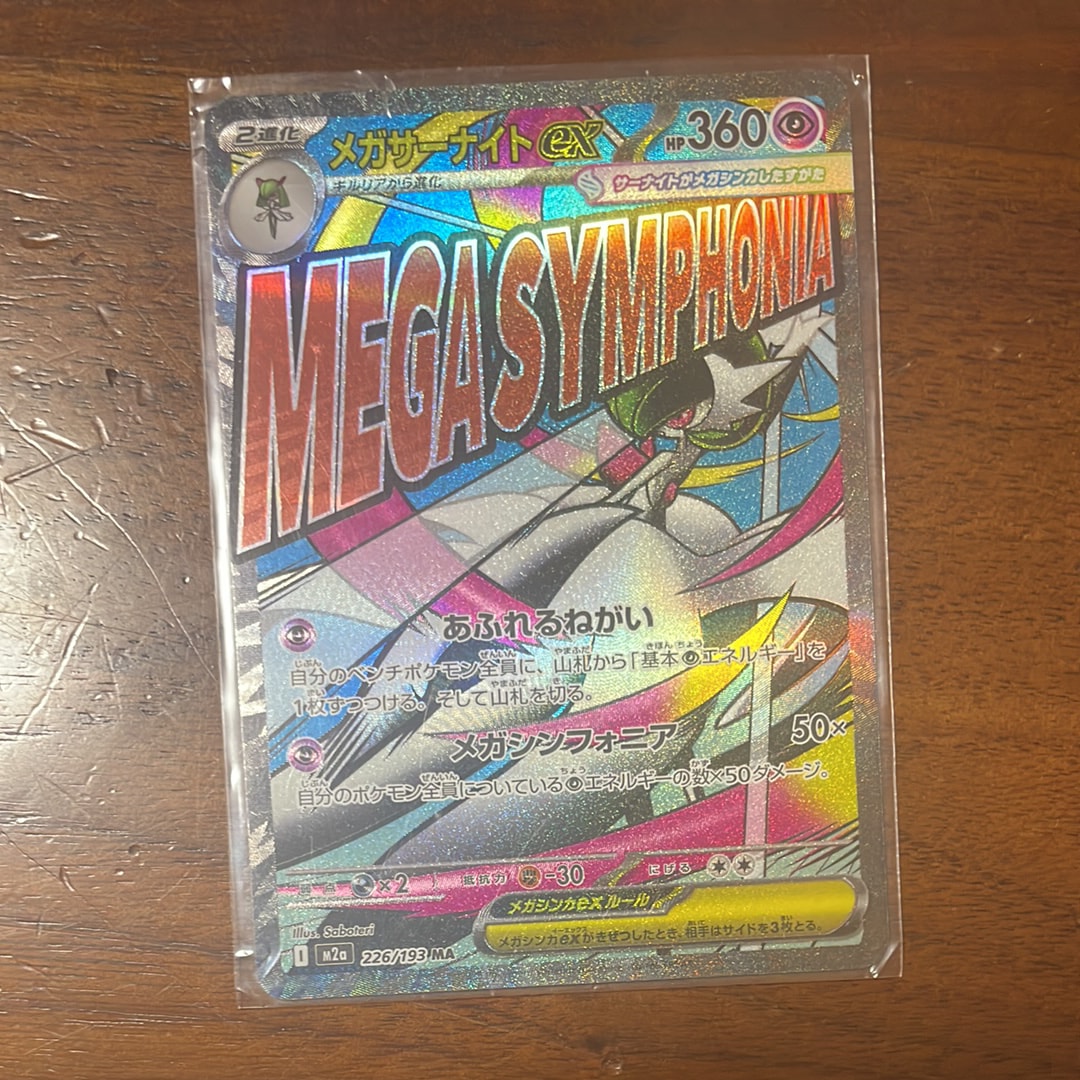 2進化
メガサーナイトex
HP360
キルリアから進化
サーナイトがメガシンカしたすがた
MEGA SYMPHONIA
あふれるねがい
自分のベンチポケモン全員に、山札から「基本エネルギー」を
1枚ずつつける。そして山札を切る。
メガシンフォニア 50×
自分のポケモン全員についているエネルギーの数×50ダメージ。
弱点 ×2 抵抗力 -30 にげる
メガシンカexルール
メガシンカexがきぜつしたとき、相手はサイドを3枚とる。
Illus. Saboteri
I m2a 226/193 MA